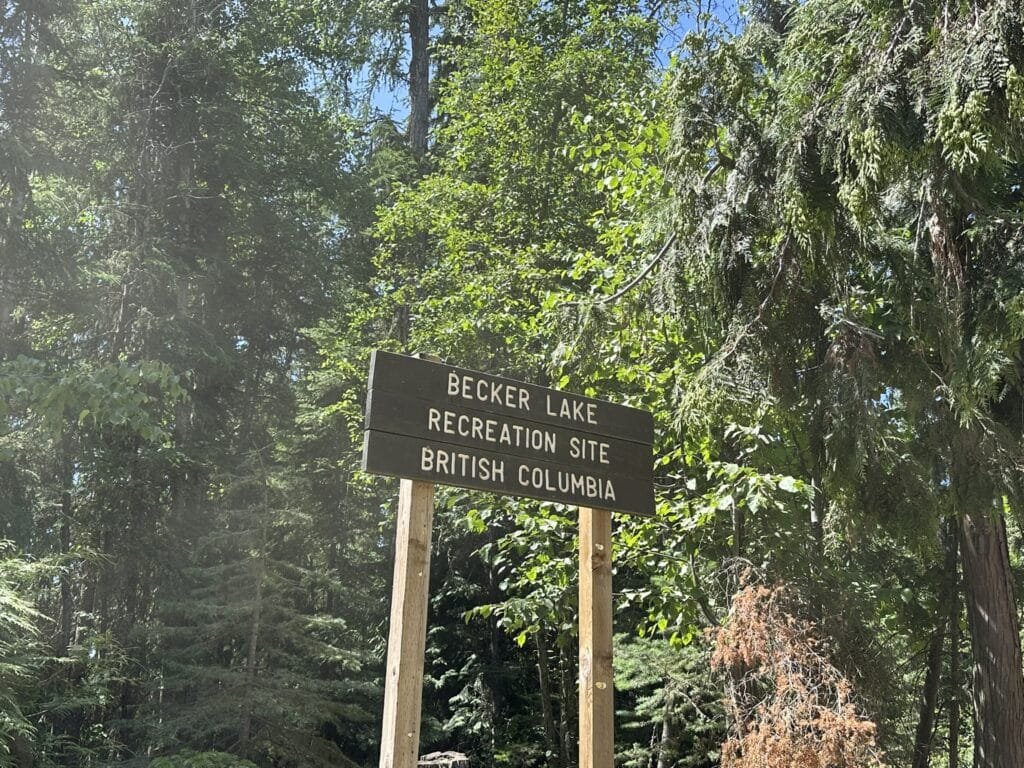 BECKER LAKE
RECREATION SITE
BRITISH COLUMBIA